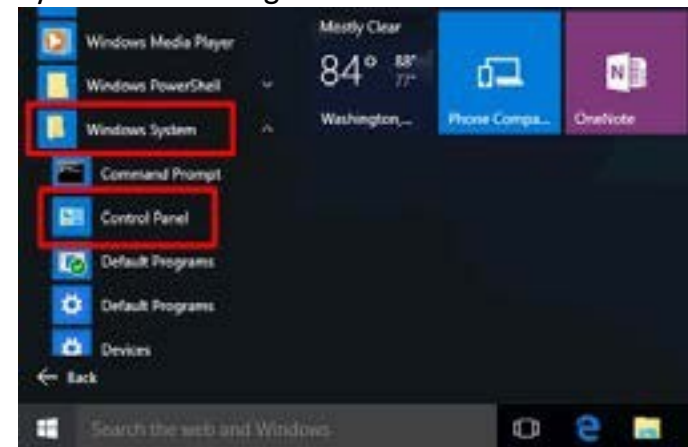 Windows Media Player
Windows PowerShell
Windows System
Command Prompt
Control Panel
Default Programs
Default Programs
Devices
Back
Search the web and Windows
Mostly Clear
84° 88°
77°
Washington,...
Phone Compa...
OneNote